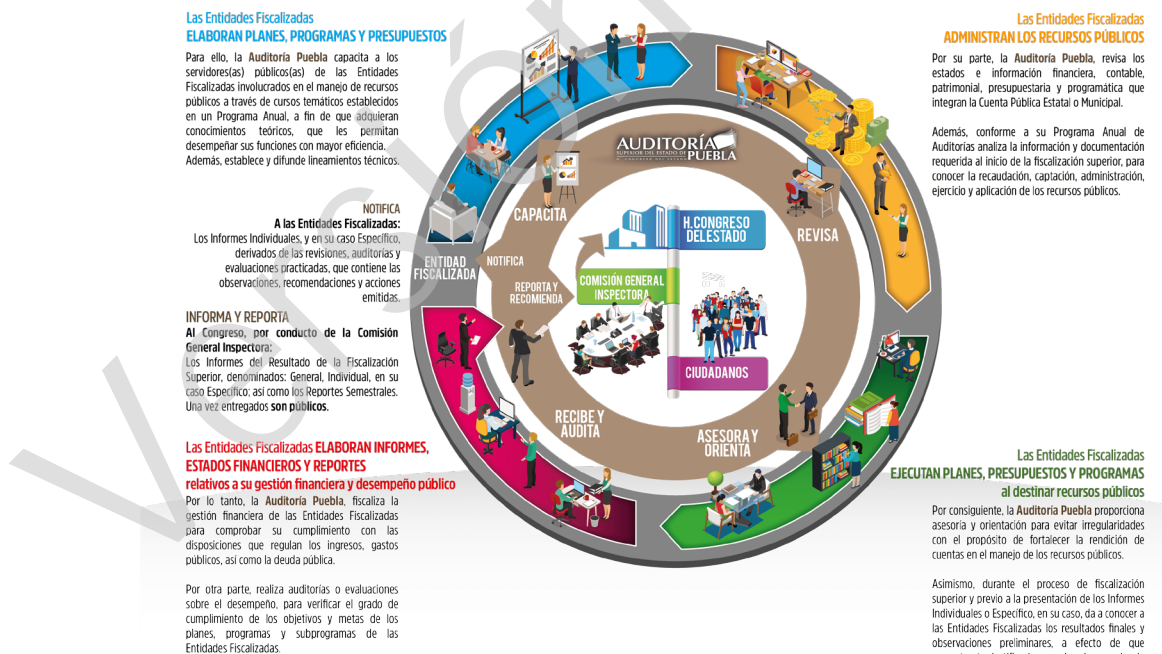 Las Entidades Fiscalizadas
ELABORAN PLANES, PROGRAMAS Y PRESUPUESTOS
Para ello, la Auditoría Puebla capacita a los
servidores(as) públicos(as) de las Entidades
Fiscalizadas involucrados en el manejo de recursos
públicos a través de cursos temáticos establecidos
en un Programa Anual, a fin de que adquieran
conocimientos teóricos, que les permitan
desempeñar sus funciones con mayor eficiencia.
Además, establece y difunde lineamientos técnicos.
NOTIFICA
A las Entidades Fiscalizadas:
Los Informes Individuales, y en su caso Específico,
derivados de las revisiones, auditorías y
evaluaciones practicadas, que contiene las
observaciones, recomendaciones y acciones
emitidas.
INFORMA Y REPORTA
Al Congreso, por conducto de la Comisión
General Inspectora:
Los Informes del Resultado de la Fiscalización
Superior, denominados: General, Individual, en su
caso Específico; así como los Reportes Semestrales.
Una vez entregados son públicos.
Las Entidades Fiscalizadas ELABORAN INFORMES,
ESTADOS FINANCIEROS Y REPORTES
relativos a su gestión financiera y desempeño público
Por lo tanto, la Auditoría Puebla, fiscaliza la
gestión financiera de las Entidades Fiscalizadas
para comprobar su cumplimiento con las
disposiciones que regulan los ingresos, gastos
públicos, así como la deuda pública.
Por otra parte, realiza auditorías o evaluaciones
sobre el desempeño, para verificar el grado de
cumplimiento de los objetivos y metas de los
planes, programas y subprogramas de las
Entidades Fiscalizadas.
AUDITORÍA
SUPERIOR DEL ESTADO DE
PUEBLA
CAPACITA
REVISA
H. CONGRESO
DEL ESTADO
ENTIDAD
FISCALIZADA
NOTIFICA
REPORTA Y
RECOMIENDA
COMISIÓN GENERAL
INSPECTORA
CIUDADANOS
RECIBE Y
AUDITA
ASESORA Y
ORIENTA
Las Entidades Fiscalizadas
ADMINISTRAN LOS RECURSOS PÚBLICOS
Por su parte, la Auditoría Puebla, revisa los
estados e información financiera, contable,
patrimonial, presupuestaria y programática que
integran la Cuenta Pública Estatal o Municipal.
Además, conforme a su Programa Anual de
Auditorías analiza la información y documentación
requerida al inicio de la fiscalización superior, para
conocer la recaudación, captación, administración,
ejercicio y aplicación de los recursos públicos.
Las Entidades Fiscalizadas
EJECUTAN PLANES, PRESUPUESTOS Y PROGRAMAS
al destinar recursos públicos
Por consiguiente, la Auditoría Puebla proporciona
asesoría y orientación para evitar irregularidades
con el propósito de fortalecer la rendición de
cuentas en el manejo de los recursos públicos.
Asimismo, durante el proceso de fiscalización
superior y previo a la presentación de los Informes
Individuales o Específico, en su caso, da a conocer a
las Entidades Fiscalizadas los resultados finales y
observaciones preliminares, a efecto de que